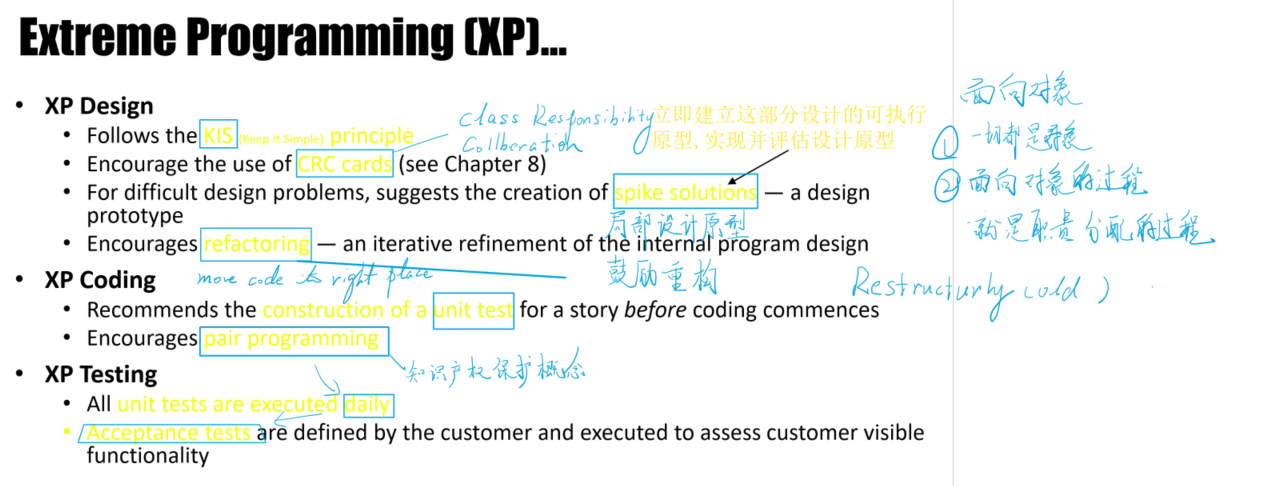 Extreme Programming (XP)...
• XP Design
• Follows the KIS (Keep It Simple) principle
• Encourage the use of CRC cards (see Chapter 8)
• For difficult design problems, suggests the creation of spike solutions — a design
prototype
• Encourages refactoring — an iterative refinement of the internal program design
• XP Coding
• Recommends the construction of a unit test for a story before coding commences
• Encourages pair programming
• XP Testing
• All unit tests are executed daily
• Acceptance tests are defined by the customer and executed to assess customer visible
functionality
class Responsibility
Collberation
立即建立这部分设计的可执行
原型, 实现并评估设计原型
局部设计原型
鼓励重构
move code to right place
知识产权保护概念
面向对象
① 一切都是对象
② 面向对象的过程
就是职责分配的过程
Restructurly (old)